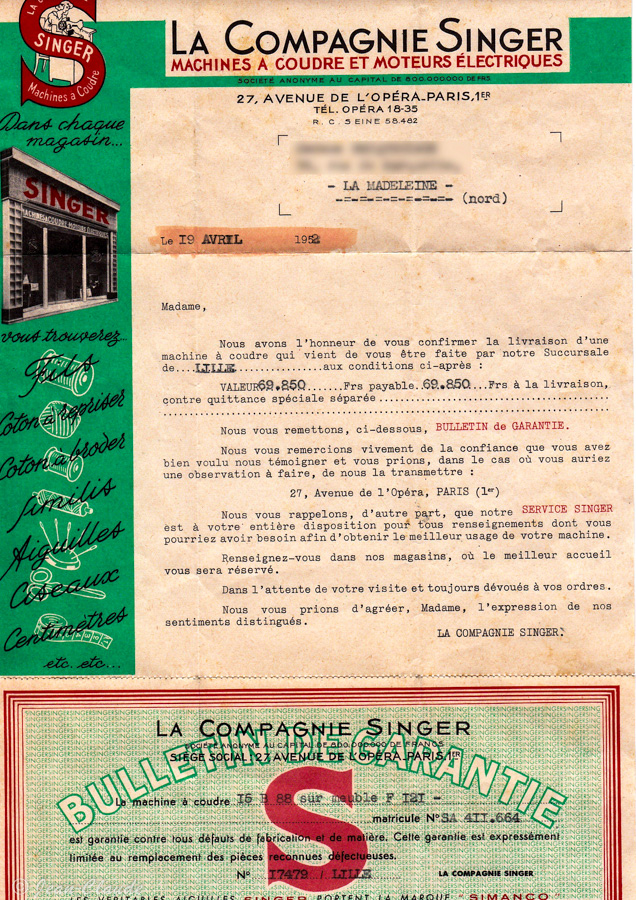 LA COMPAGNIE SINGER
MACHINES A COUDRE ET MOTEURS ÉLECTRIQUES
SOCIÉTÉ ANONYME AU CAPITAL DE 600.000000 DE FRS
27, AVENUE DE L'OPÉRA_PARIS,1ER
TÉL. OPÉRA 18-35
R. C. SEINE 58.482
SINGER
Machines à Coudre
Dans chaque
magasin...
SINGER
MACHINES A COUDRE MOTEURS ÉLECTRIQUES
vous trouverez...
Fils
Coton à repriser
Coton à broder
Similis
Aiguilles
Ciseaux
Centimètres
etc. etc...
- LA MADELEINE -
-=-=-=-=-=-=-=-- (nord)
Le I9 AVRIL 1952
Madame,
Nous avons l'honneur de vous confirmer la livraison d'une
machine à coudre qui vient de vous être faite par notre Succursale
de....LILLE...............aux conditions ci-après :
VALEUR 69.850......Frs payable..69.850...Frs à la livraison,
contre quittance spéciale séparée
Nous vous remettons, ci-dessous, BULLETIN de GARANTIE.
Nous vous remercions vivement de la confiance que vous avez
bien voulu nous témoigner et vous prions, dans le cas où vous auriez
une observation à faire, de nous la transmettre :
27, Avenue de l'Opéra, PARIS (1er)
Nous vous rappelons, d'autre part, que notre SERVICE SINGER
est à votre entière disposition pour tous renseignements dont vous
pourriez avoir besoin afin d'obtenir le meilleur usage de votre machine.
Renseignez-vous dans nos magasins, où le meilleur accueil
vous sera réservé.
Dans l'attente de votre visite et toujours dévoués à vos ordres.
Nous vous prions d'agréer, Madame, l'expression de nos
sentiments distingués.
LA COMPAGNIE SINGER.
LA COMPAGNIE SINGER
SOCIÉTÉ ANONYME AU CAPITAL DE 600.000000 DE FRANCS
SIÈGE SOCIAL: 27, AVENUE DE L'OPÉRA_PARIS,1ER
BULLETIN DE GARANTIE
S
La machine à coudre I5 B 88 sur meuble F I2I -
matricule N° SA 4II.664
est garantie contre tous défauts de fabrication et de matière. Cette garantie est expressément
limitée au remplacement des pièces reconnues défectueuses.
N° I7479 / LILLE
LA COMPAGNIE SINGER
LES VÉRITABLES AIGUILLES SINGER PORTENT LA MARQUE "SIMANCO"